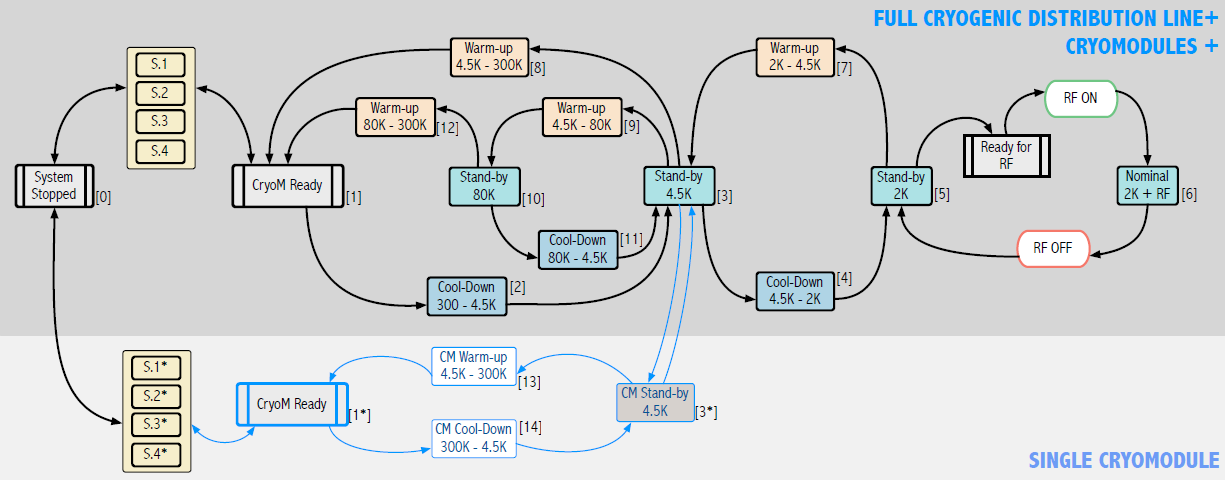 FULL CRYOGENIC DISTRIBUTION LINE+
CRYOMODULES +
S.1
S.2
S.3
S.4
System
Stopped
[0]
CryoM Ready
[1]
Warm-up
4.5K - 300K
[8]
Warm-up
80K - 300K
[12]
Warm-up
4.5K - 80K
[9]
Stand-by
80K
[10]
Cool-Down
80K - 4.5K
[11]
Cool-Down
300 - 4.5K
[2]
Stand-by
4.5K
[3]
Warm-up
2K - 4.5K
[7]
Cool-Down
4.5K - 2K
[4]
Stand-by
2K
[5]
Ready for
RF
RF ON
Nominal
2K + RF
[6]
RF OFF
S.1*
S.2*
S.3*
S.4*
CryoM Ready
[1*]
CM Warm-up
4.5K - 300K
[13]
CM Cool-Down
300K - 4.5K
[14]
CM Stand-by
4.5K
[3*]
SINGLE CRYOMODULE